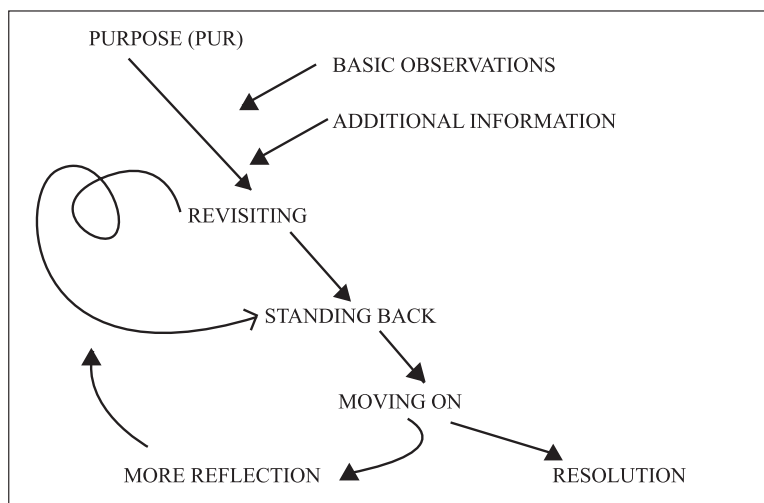 PURPOSE (PUR)
BASIC OBSERVATIONS
ADDITIONAL INFORMATION
REVISITING
STANDING BACK
MOVING ON
MORE REFLECTION
RESOLUTION